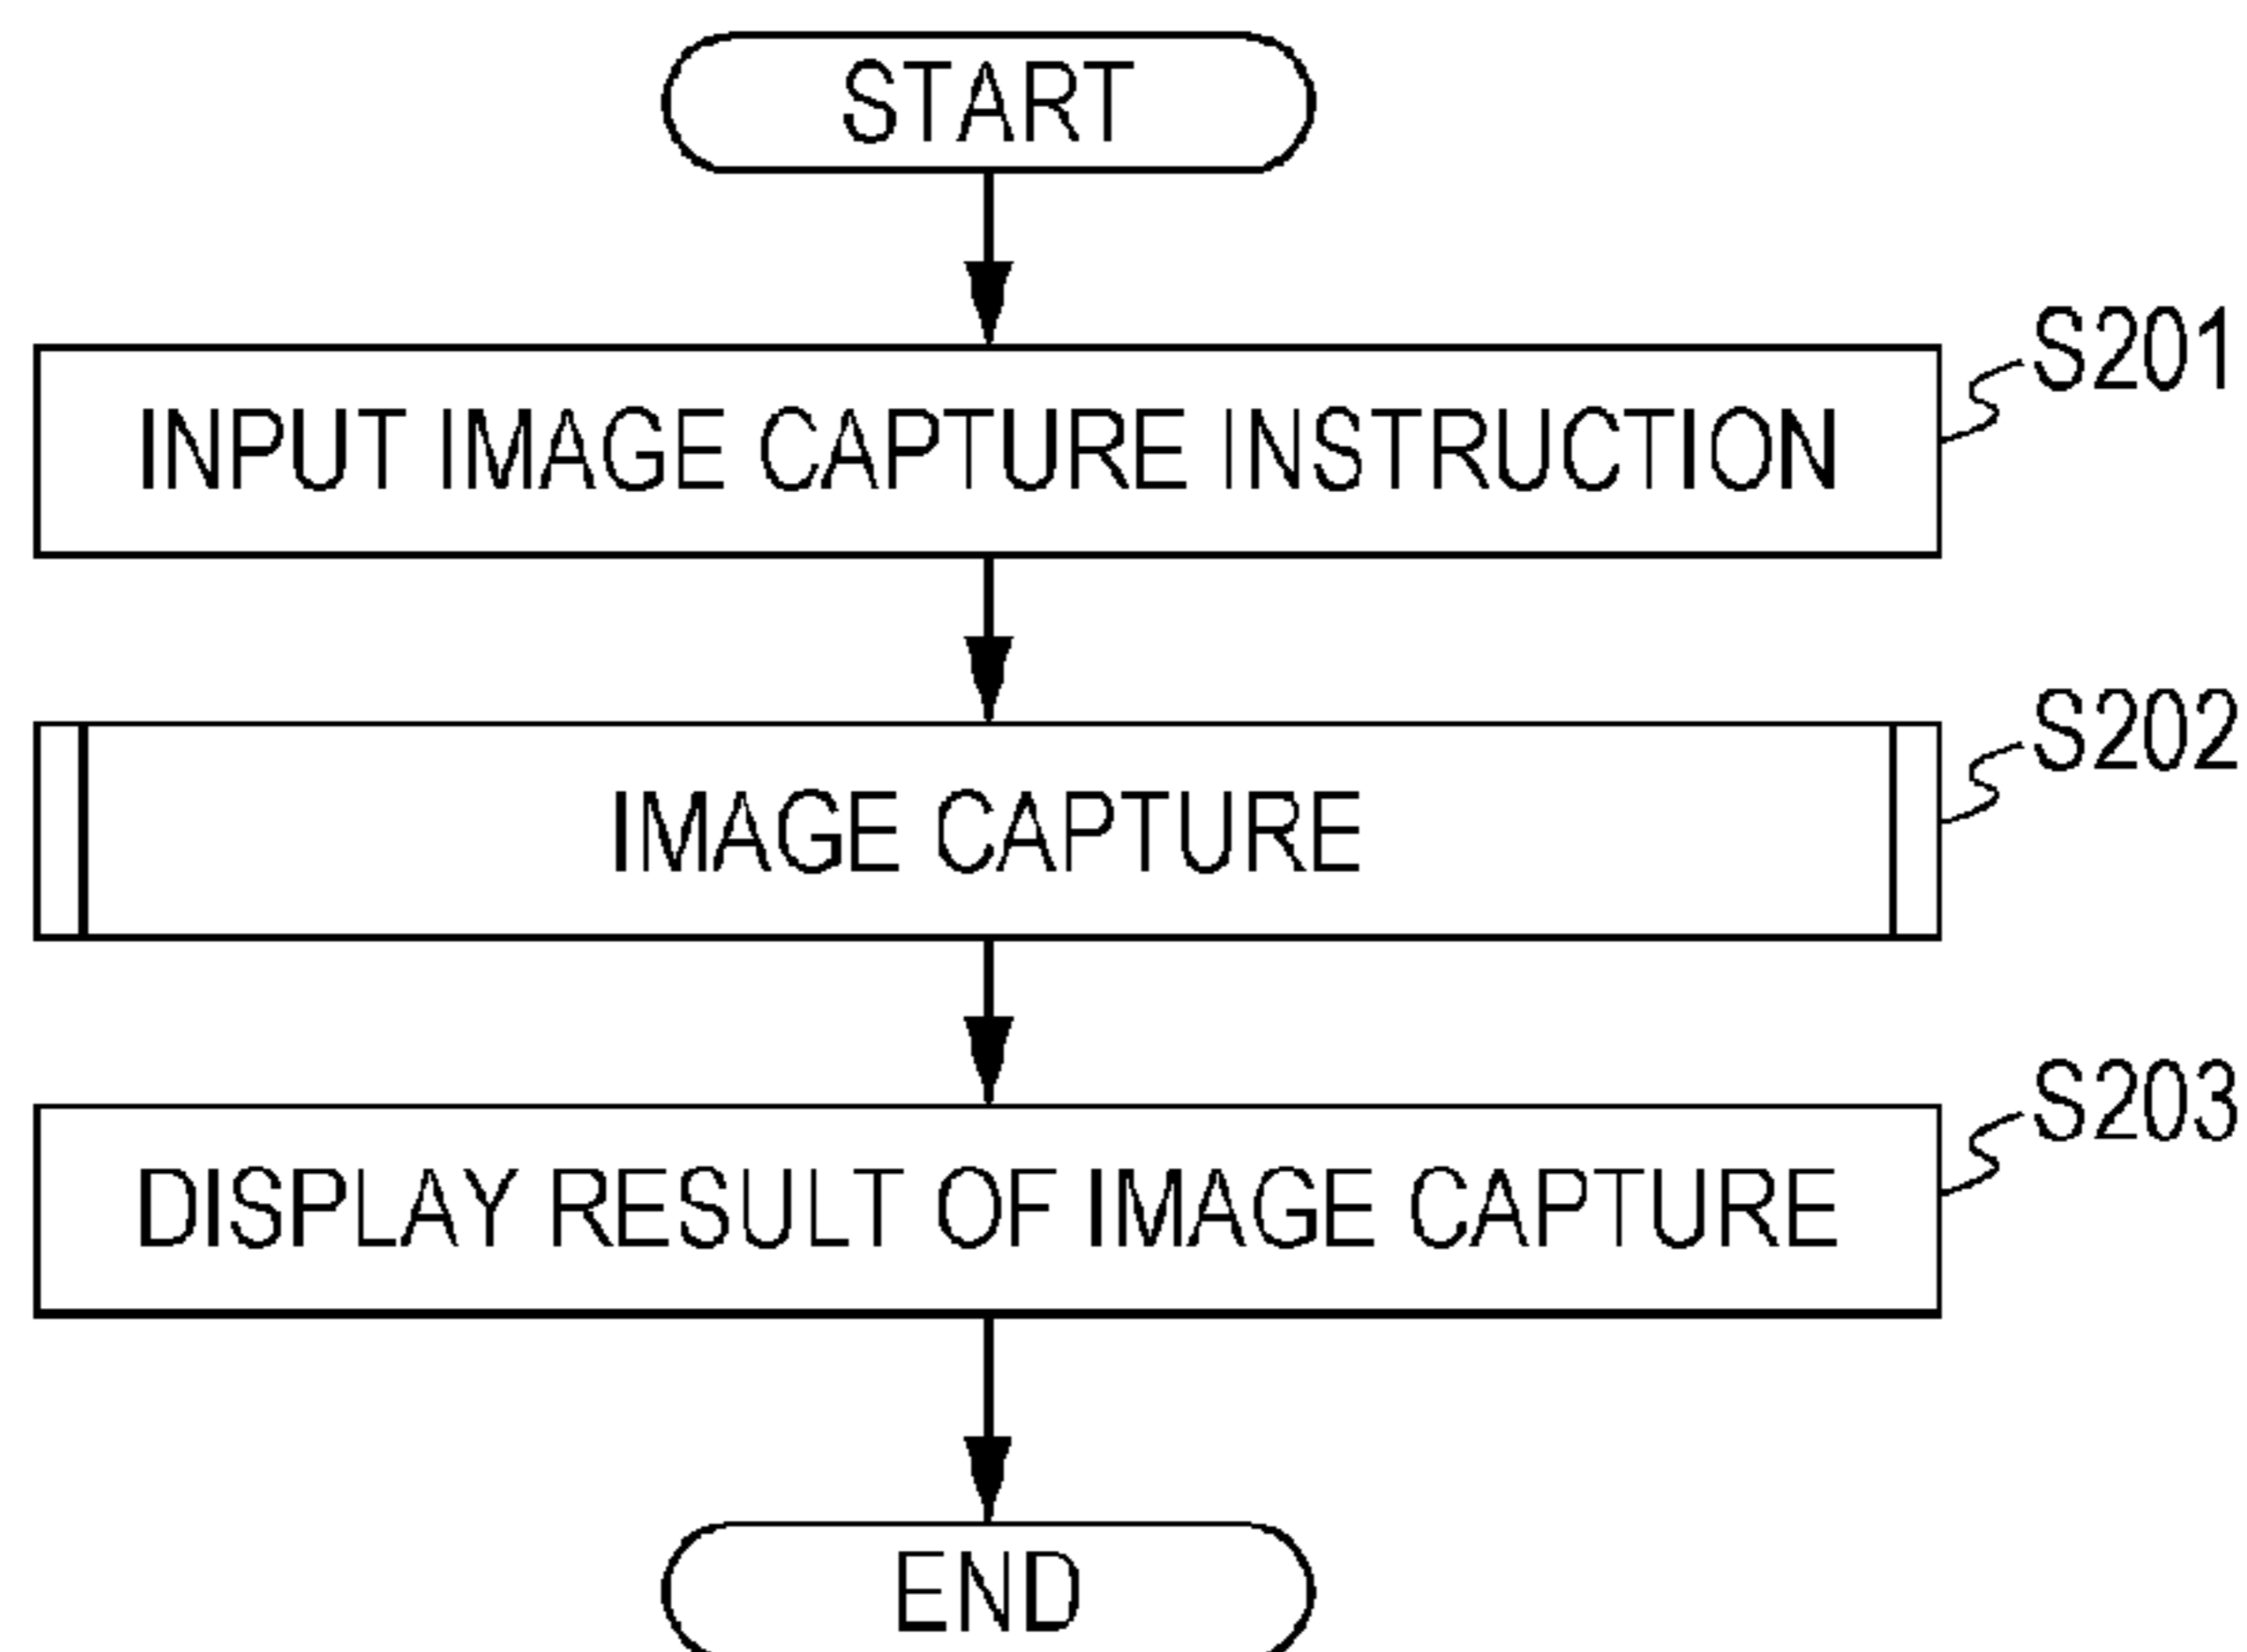 START
INPUT IMAGE CAPTURE INSTRUCTION
S201
IMAGE CAPTURE
S202
DISPLAY RESULT OF IMAGE CAPTURE
S203
END